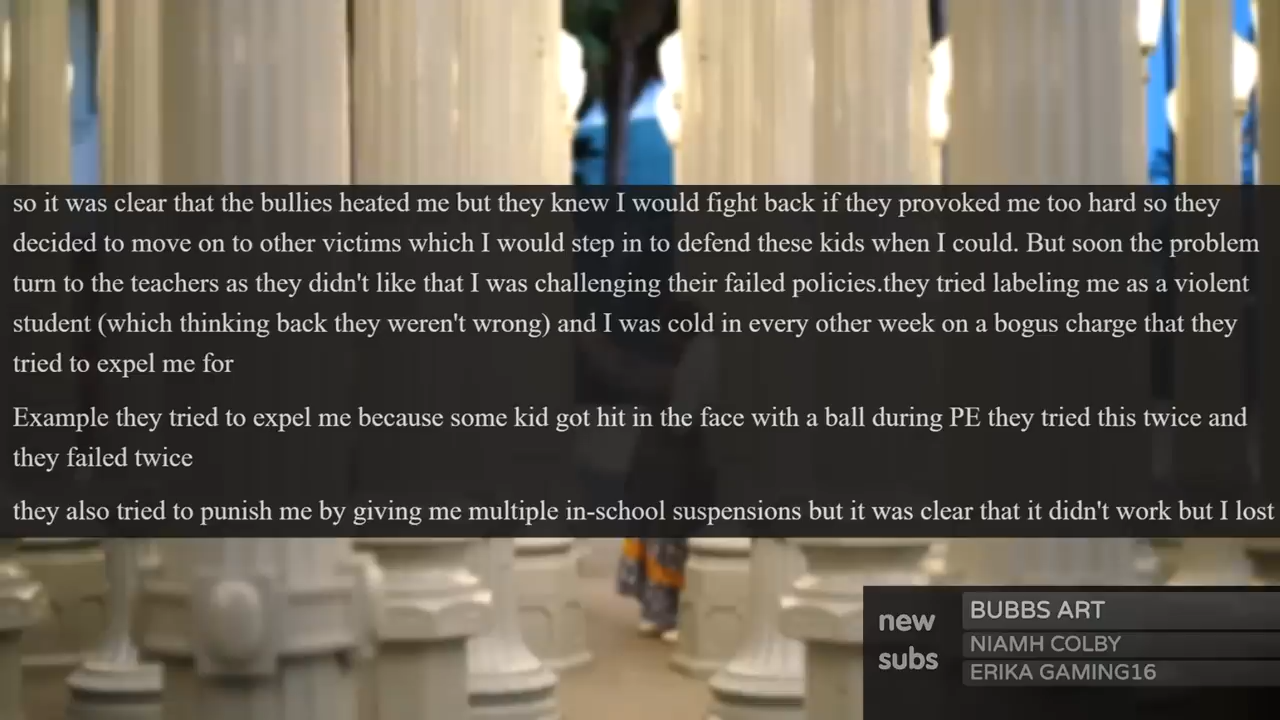 so it was clear that the bullies heated me but they knew I would fight back if they provoked me too hard so they
decided to move on to other victims which I would step in to defend these kids when I could. But soon the problem
turn to the teachers as they didn't like that I was challenging their failed policies.they tried labeling me as a violent
student (which thinking back they weren't wrong) and I was cold in every other week on a bogus charge that they
tried to expel me for
Example they tried to expel me because some kid got hit in the face with a ball during PE they tried this twice and
they failed twice
they also tried to punish me by giving me multiple in-school suspensions but it was clear that it didn't work but I lost
new
subs
BUBBS ART
NIAMH COLBY
ERIKA GAMING16